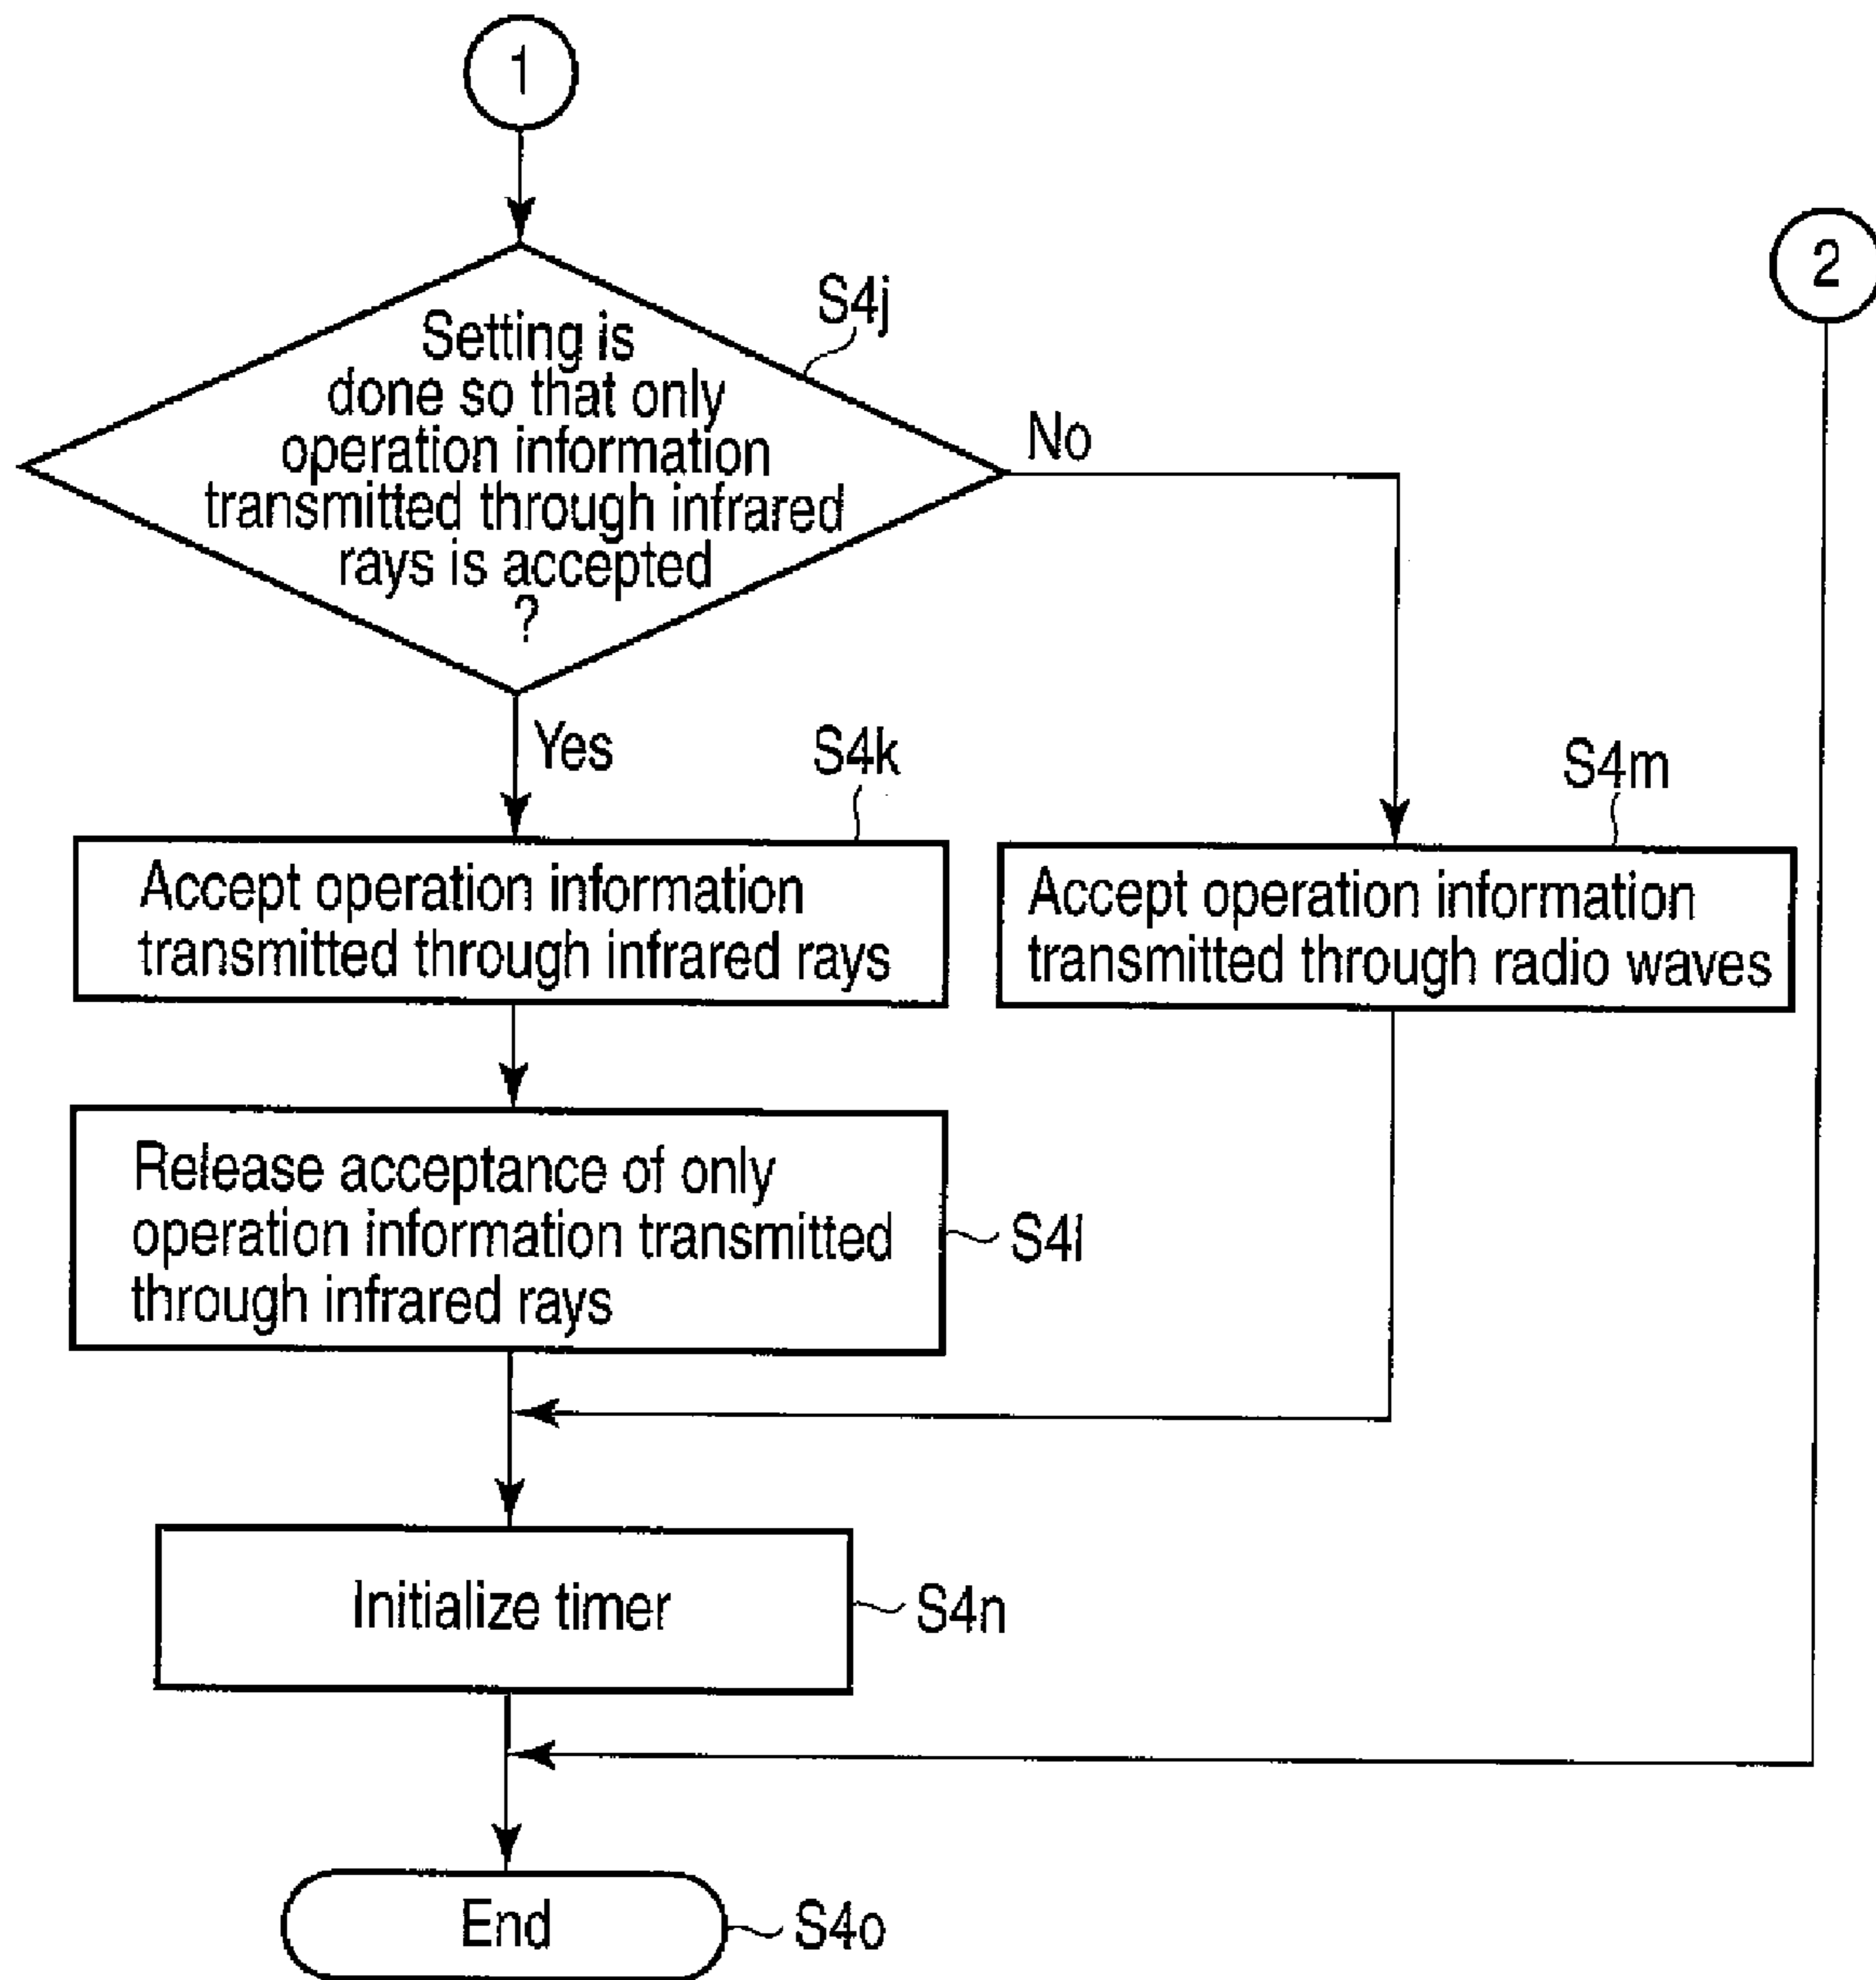 1
2
S4j
Setting is
done so that only
operation information
transmitted through infrared
rays is accepted
?
No
Yes
S4k
S4m
Accept operation information
transmitted through infrared rays
Accept operation information
transmitted through radio waves
Release acceptance of only
operation information transmitted
through infrared rays
S4l
Initialize timer
S4n
End
S4o